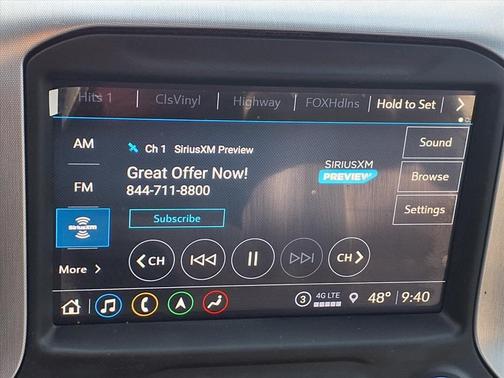 Hits 1 ClsVinyl Highway FOXHdlns Hold to Set
AM
Ch 1 SiriusXM Preview
Sound
Great Offer Now!
844-711-8800
SIRIUSXM
PREVIEW
Browse
FM
Subscribe
Settings
SiriusXM
More
CH
CH
3 4G LTE 48° 9:40